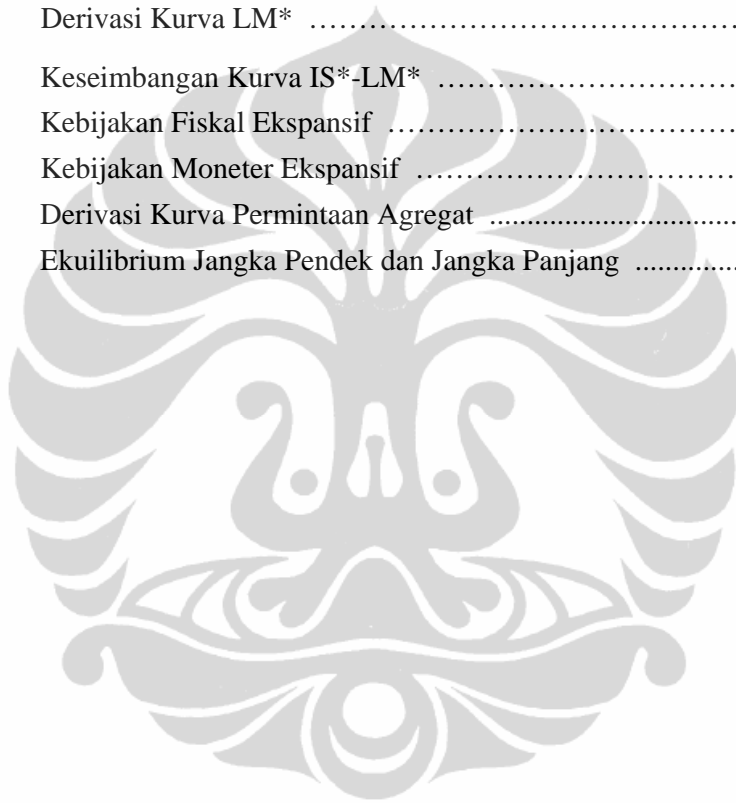 Derivasi Kurva LM* ……………………………………………
Keseimbangan Kurva IS*-LM* ………………………………
Kebijakan Fiskal Ekspansif ……………………………………
Kebijakan Moneter Ekspansif …………………………………
Derivasi Kurva Permintaan Agregat ...................................
Ekuilibrium Jangka Pendek dan Jangka Panjang ..............